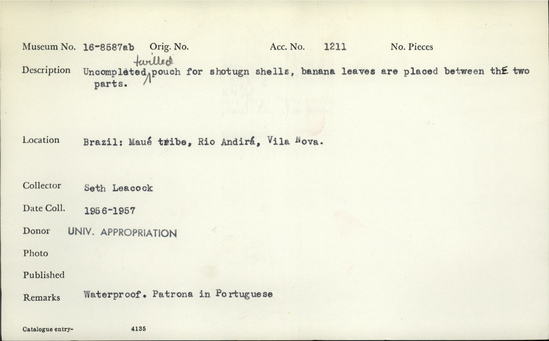 Museum No. 16-8587ab Orig. No. Acc. No. 1211 No. Pieces
twilled
Description Uncompleted pouch for shotugn shells, banana leaves are placed between the two
parts.
Location Brazil: Maué tribe, Rio Andirá, Vila Nova.
Collector Seth Leacock
Date Coll. 1956-1957
Donor UNIV. APPROPRIATION
Photo
Published
Remarks Waterproof. Patrona in Portuguese
Catalogue entry- 4135